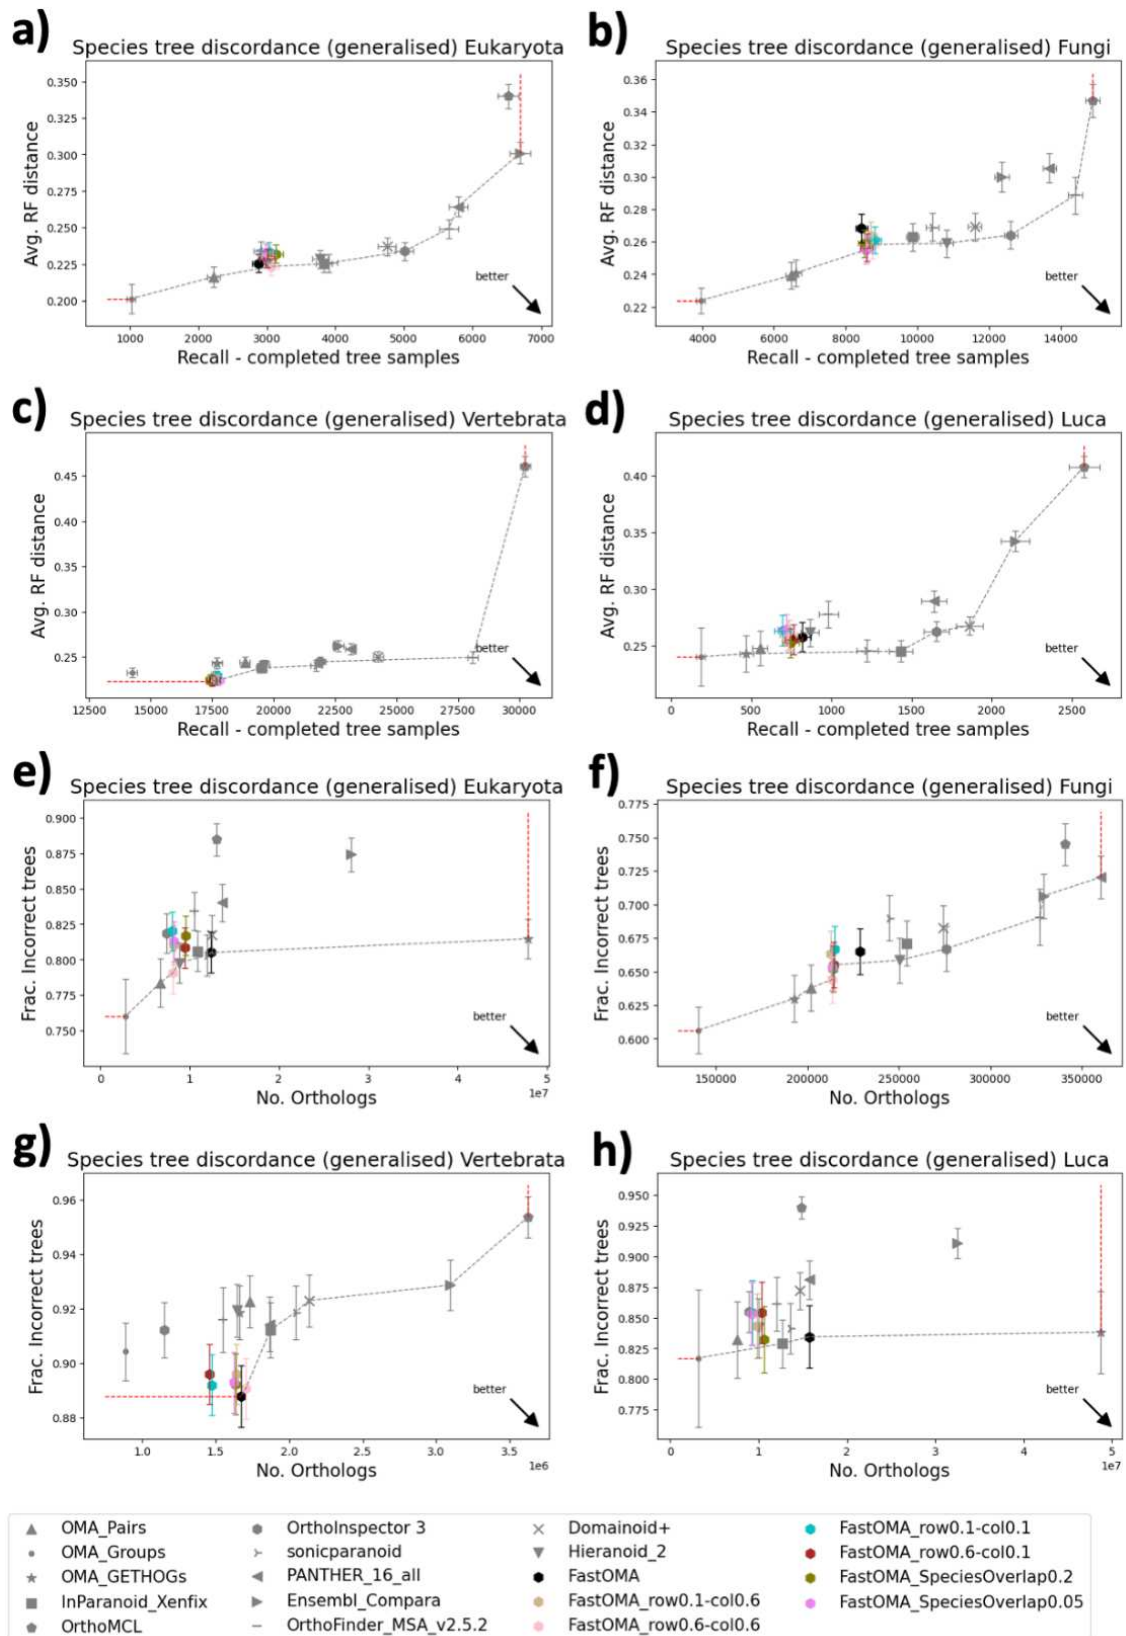 a)
Species tree discordance (generalised) Eukaryota
Avg. RF distance
0.350
0.300
0.275
0.250
0.225
0.200
better
1000 2000 3000 4000 5000 6000 7000
Recall - completed tree samples
b)
Species tree discordance (generalised) Fungi
Avg. RF distance
0.36
0.34
0.32
0.30
0.28
0.26
0.24
0.22
better
4000 6000 8000 10000 12000 14000
Recall - completed tree samples
c)
Species tree discordance (generalised) Vertebrata
Avg. RF distance
0.45
0.40
0.35
0.30
0.25
better
12500 15000 17500 20000 22500 25000 27500 30000
Recall - completed tree samples
d)
Species tree discordance (generalised) Luca
Avg. RF distance
0.40
0.35
0.30
0.25
better
0 500 1000 1500 2000 2500
Recall - completed tree samples
e)
Species tree discordance (generalised) Eukaryota
Frac. Incorrect trees
0.900
0.875
0.850
0.825
0.800
0.775
0.750
better
0 1 2 3 4 5
1e7
No. Orthologs
f)
Species tree discordance (generalised) Fungi
Frac. Incorrect trees
0.775
0.750
0.725
0.700
0.675
0.650
0.625
0.600
better
150000 200000 250000 300000 350000
No. Orthologs
g)
Species tree discordance (generalised) Vertebrata
Frac. Incorrect trees
0.96
0.94
0.92
0.90
0.88
better
1.0 1.5 2.0 2.5 3.0 3.5
1e6
No. Orthologs
h)
Species tree discordance (generalised) Luca
Frac. Incorrect trees
0.950
0.925
0.900
0.875
0.850
0.825
0.800
0.775
better
0 1 2 3 4 5
1e7
No. Orthologs
OMA_Pairs
OMA_Groups
OMA_GETHOGs
InParanoid_Xenfix
OrthoMCL
OrthoInspector 3
sonicparanoid
PANTHER_16_all
Ensembl_Compara
OrthoFinder_MSA_v2.5.2
Domainoid+
Hieranoid_2
FastOMA
FastOMA_row0.1-col0.6
FastOMA_row0.6-col0.6
FastOMA_row0.1-col0.1
FastOMA_row0.6-col0.1
FastOMA_SpeciesOverlap0.2
FastOMA_SpeciesOverlap0.05